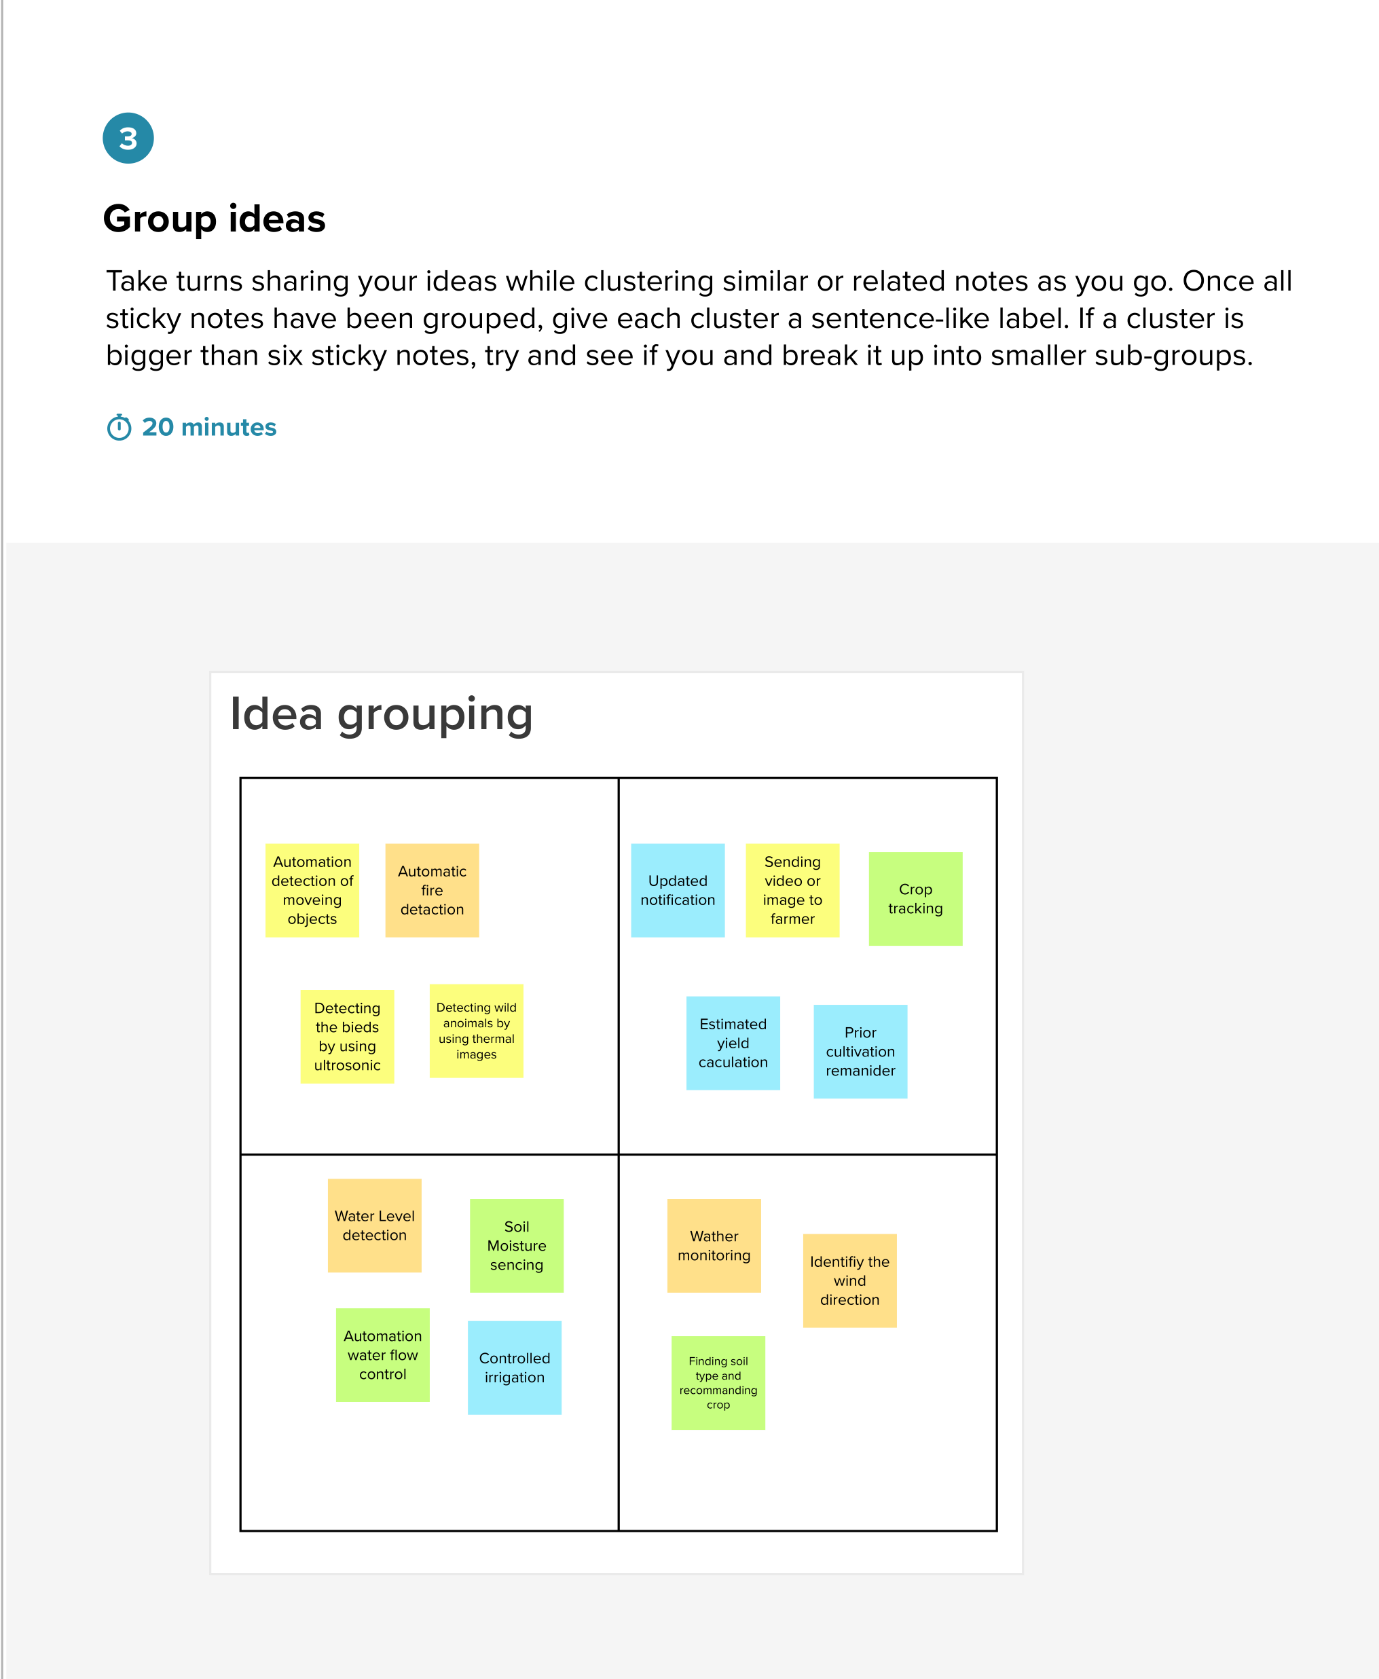 3
Group ideas
Take turns sharing your ideas while clustering similar or related notes as you go. Once all
sticky notes have been grouped, give each cluster a sentence-like label. If a cluster is
bigger than six sticky notes, try and see if you and break it up into smaller sub-groups.
20 minutes
Idea grouping
Automation
detection of
moveing
objects
Automatic
fire
detaction
Detecting
the bieds
by using
ultrosonic
Detecting wild
anoimals by
using thermal
images
Updated
notification
Sending
video or
image to
farmer
Crop
tracking
Estimated
yield
caculation
Prior
cultivation
remanider
Water Level
detection
Soil
Moisture
sencing
Automation
water flow
control
Controlled
irrigation
Wather
monitoring
Identifiy the
wind
direction
Finding soil
type and
recommanding
crop